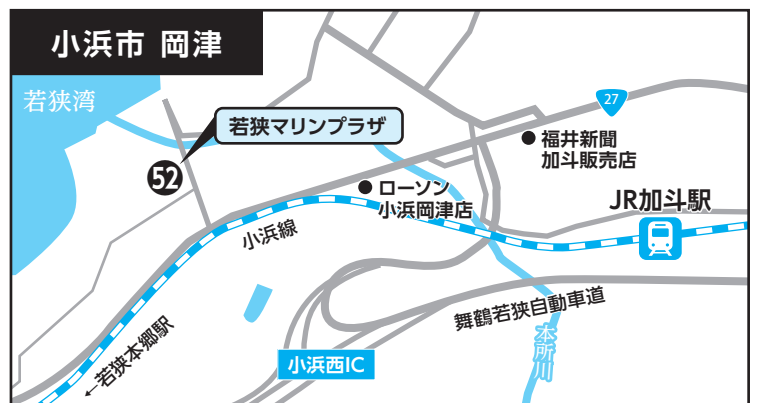 小浜市 岡津
若狭湾
若狭マリンプラザ
27
福井新聞
加斗販売店
52
ローソン
小浜岡津店
JR加斗駅
小浜線
舞鶴若狭自動車道
本所川
←若狭本郷駅
小浜西IC